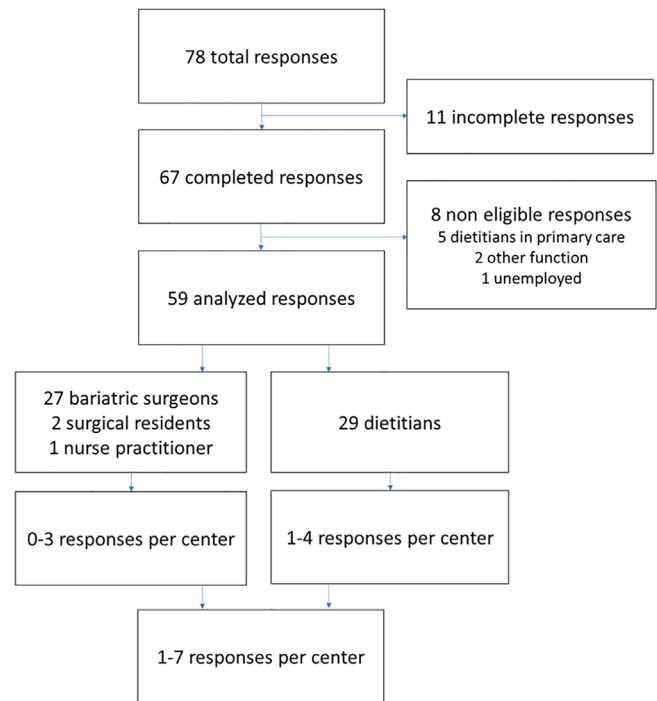 78 total responses
11 incomplete responses
67 completed responses
8 non eligible responses
5 dietitians in primary care
2 other function
1 unemployed
59 analyzed responses
27 bariatric surgeons
2 surgical residents
1 nurse practitioner
29 dietitians
0-3 responses per center
1-4 responses per center
1-7 responses per center